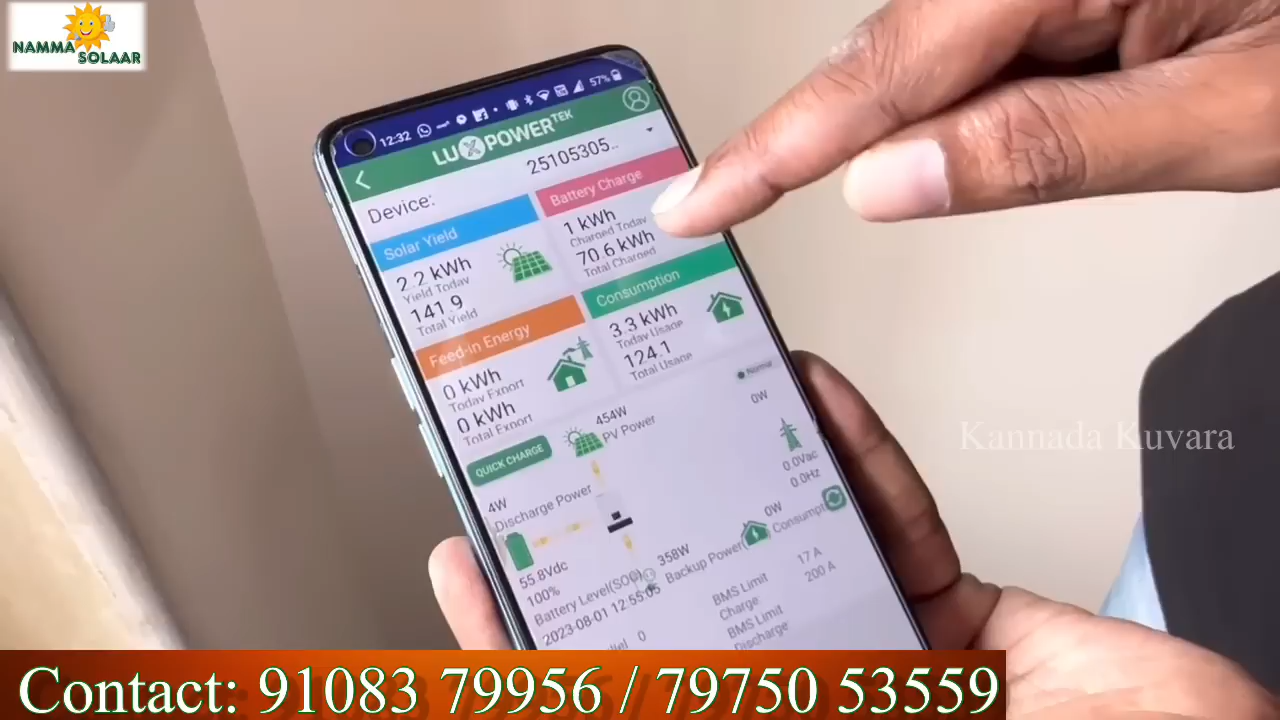 NAMMA
SOLAAR
12:32
57%
LUXPOWERTEK
Device:
25105305..
Solar Yield
2.2 kWh
Yield Today
141.9
Total Yield
Battery Charge
1 kWh
Charged Today
70.6 kWh
Total Charged
Feed-in Energy
0 kWh
Today Export
0 kWh
Total Export
Consumption
3.3 kWh
Today Usage
124.1
Total Usage
Normal
QUICK CHARGE
454W
PV Power
0W
0.0Vac
0.0Hz
4W
Discharge Power
0W
Consumpt
358W
Backup Power
55.8Vdc
100%
Battery Level(SOC)
2023-08-01 12:55:05
17 A
BMS Limit
Charge:
200 A
BMS Limit
Discharge
0
Kannada Kuvara
Contact: 91083 79956 / 79750 53559